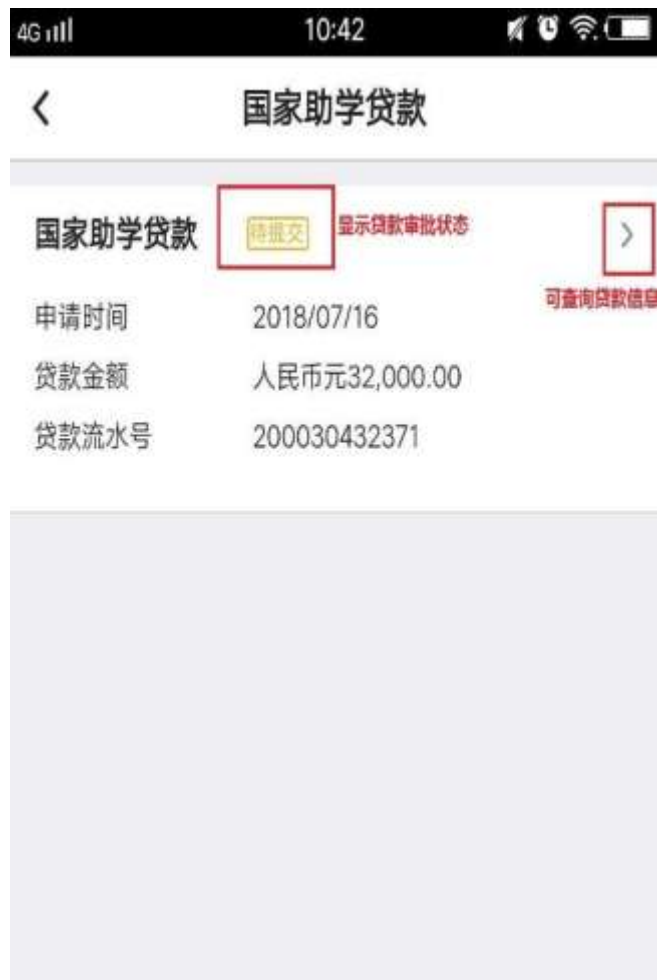 4G 10:42
国家助学贷款
国家助学贷款 待提交 显示贷款审批状态
可查询贷款信息
申请时间 2018/07/16
贷款金额 人民币元32,000.00
贷款流水号 200030432371